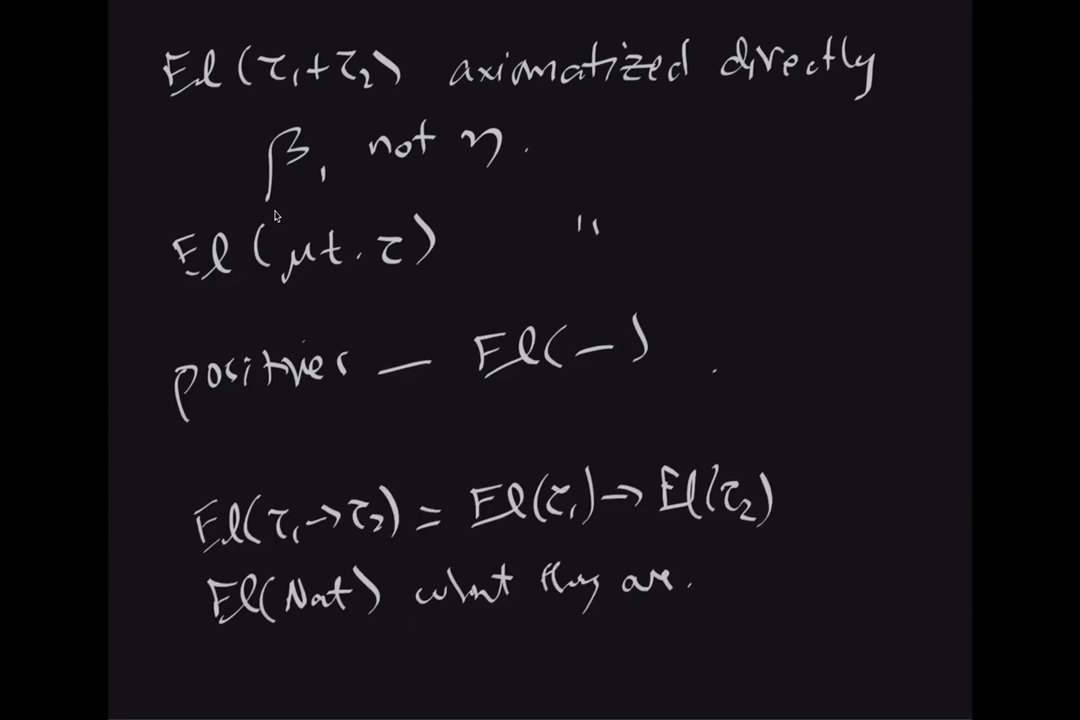 El(τ₁+τ₂) aximatized directly
β, not η.
El(μt.τ) "
positives — El(—)
El(τ₁→τ₂) = El(τ₁)→El(τ₂)
El(Nat) what they are.